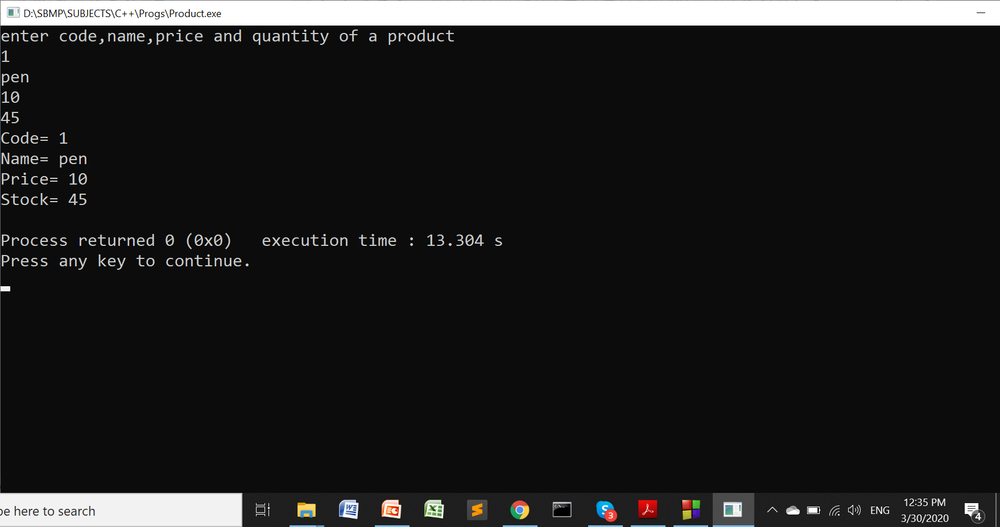 D:\SBMP\SUBJECTS\C++\Progs\Product.exe
enter code,name,price and quantity of a product
1
pen
10
45
Code= 1
Name= pen
Price= 10
Stock= 45
Process returned 0 (0x0)   execution time : 13.304 s
Press any key to continue.
pe here to search
3
ENG
12:35 PM
3/30/2020
4